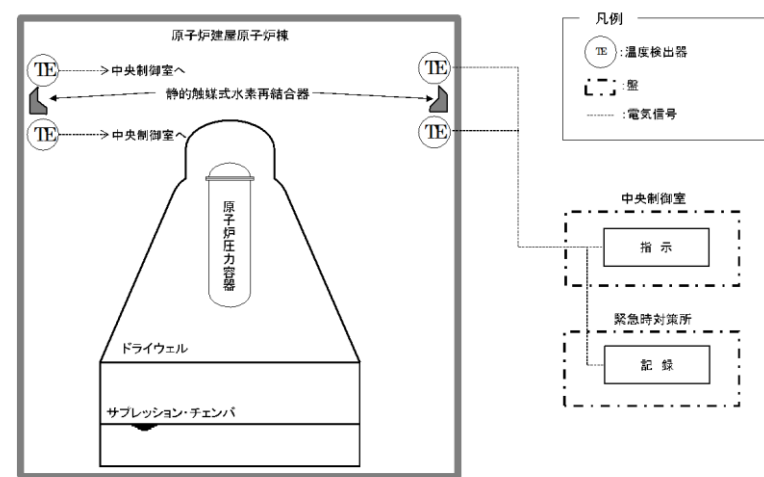 原子炉建屋原子炉棟
TE
中央制御室へ
静的触媒式水素再結合器
TE
中央制御室へ
TE
TE
原子炉圧力容器
ドライウェル
サプレッション・チェンバ
凡例
TE :温度検出器
:盤
:電気信号
中央制御室
指 示
緊急時対策所
記 録